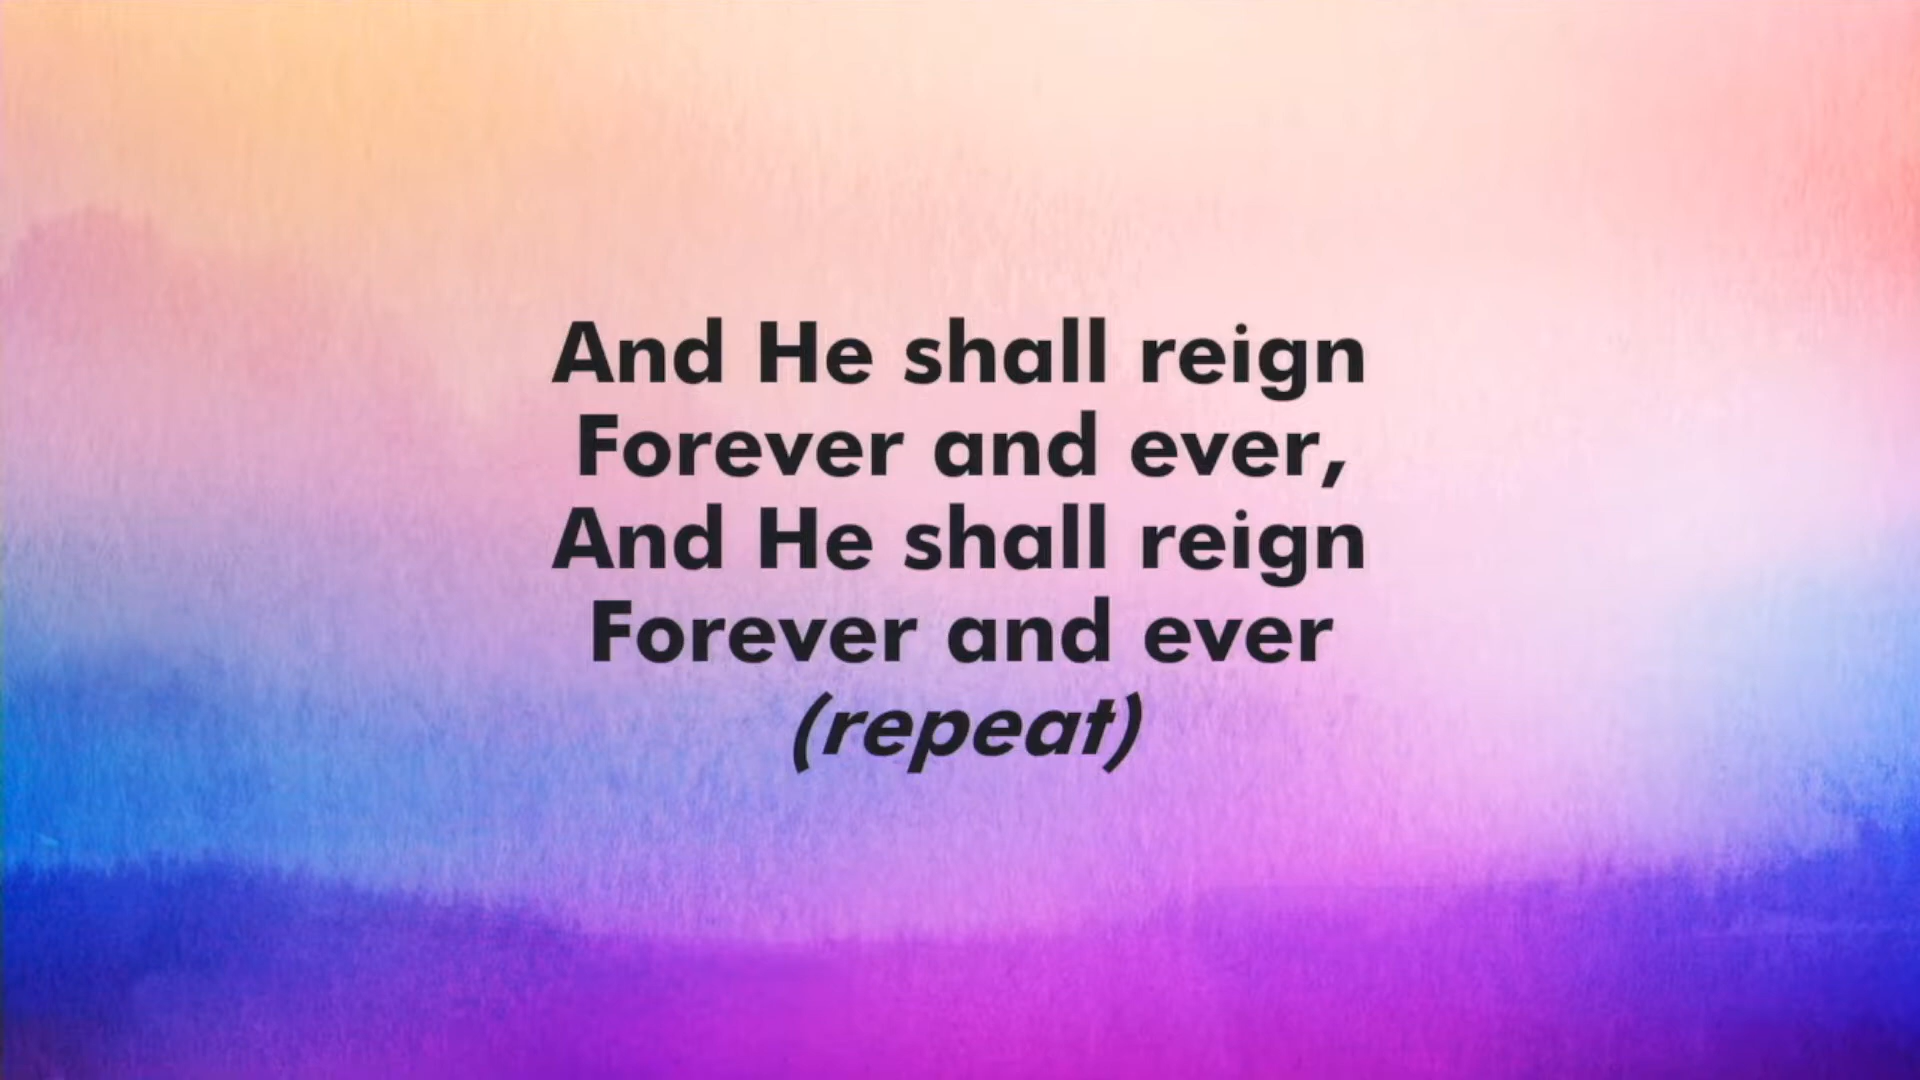 And He shall reign
Forever and ever,
And He shall reign
Forever and ever
(repeat)